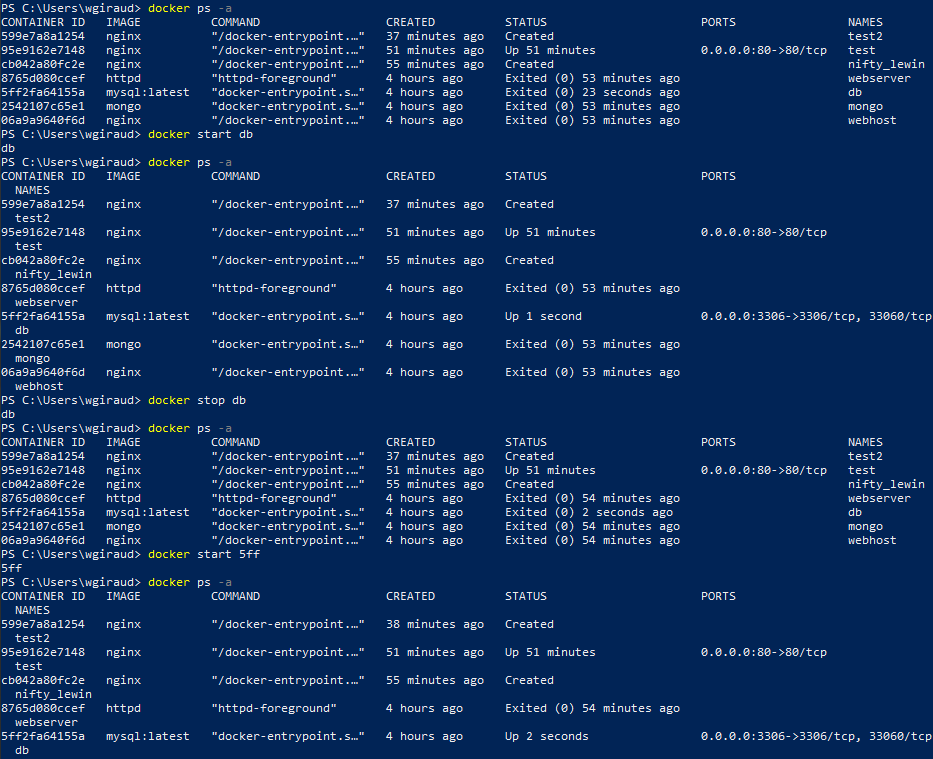 PS C:\Users\wgiraud> docker ps -a
CONTAINER ID   IMAGE          COMMAND                  CREATED          STATUS                      PORTS                NAMES
599e7a8a1254   nginx          "/docker-entrypoint.…"   37 minutes ago   Created                                          test2
95e9162e7148   nginx          "/docker-entrypoint.…"   51 minutes ago   Up 51 minutes               0.0.0.0:80->80/tcp   test
cb042a80fc2e   nginx          "/docker-entrypoint.…"   55 minutes ago   Created                                          nifty_lewin
8765d080ccef   httpd          "httpd-foreground"       4 hours ago      Exited (0) 53 minutes ago                        webserver
5ff2fa64155a   mysql:latest   "docker-entrypoint.s…"   4 hours ago      Exited (0) 23 seconds ago                        db
2542107c65e1   mongo          "docker-entrypoint.s…"   4 hours ago      Exited (0) 53 minutes ago                        mongo
06a9a9640f6d   nginx          "/docker-entrypoint.…"   4 hours ago      Exited (0) 53 minutes ago                        webhost
PS C:\Users\wgiraud> docker start db
db
PS C:\Users\wgiraud> docker ps -a
CONTAINER ID   IMAGE          COMMAND                  CREATED          STATUS                      PORTS
  NAMES
599e7a8a1254   nginx          "/docker-entrypoint.…"   37 minutes ago   Created
  test2
95e9162e7148   nginx          "/docker-entrypoint.…"   51 minutes ago   Up 51 minutes               0.0.0.0:80->80/tcp
  test
cb042a80fc2e   nginx          "/docker-entrypoint.…"   55 minutes ago   Created
  nifty_lewin
8765d080ccef   httpd          "httpd-foreground"       4 hours ago      Exited (0) 53 minutes ago
  webserver
5ff2fa64155a   mysql:latest   "docker-entrypoint.s…"   4 hours ago      Up 1 second                 0.0.0.0:3306->3306/tcp, 33060/tcp
  db
2542107c65e1   mongo          "docker-entrypoint.s…"   4 hours ago      Exited (0) 53 minutes ago
  mongo
06a9a9640f6d   nginx          "/docker-entrypoint.…"   4 hours ago      Exited (0) 53 minutes ago
  webhost
PS C:\Users\wgiraud> docker stop db
db
PS C:\Users\wgiraud> docker ps -a
CONTAINER ID   IMAGE          COMMAND                  CREATED          STATUS                      PORTS                NAMES
599e7a8a1254   nginx          "/docker-entrypoint.…"   37 minutes ago   Created                                          test2
95e9162e7148   nginx          "/docker-entrypoint.…"   51 minutes ago   Up 51 minutes               0.0.0.0:80->80/tcp   test
cb042a80fc2e   nginx          "/docker-entrypoint.…"   55 minutes ago   Created                                          nifty_lewin
8765d080ccef   httpd          "httpd-foreground"       4 hours ago      Exited (0) 54 minutes ago                        webserver
5ff2fa64155a   mysql:latest   "docker-entrypoint.s…"   4 hours ago      Exited (0) 2 seconds ago                         db
2542107c65e1   mongo          "docker-entrypoint.s…"   4 hours ago      Exited (0) 54 minutes ago                        mongo
06a9a9640f6d   nginx          "/docker-entrypoint.…"   4 hours ago      Exited (0) 54 minutes ago                        webhost
PS C:\Users\wgiraud> docker start 5ff
5ff
PS C:\Users\wgiraud> docker ps -a
CONTAINER ID   IMAGE          COMMAND                  CREATED          STATUS                      PORTS
  NAMES
599e7a8a1254   nginx          "/docker-entrypoint.…"   38 minutes ago   Created
  test2
95e9162e7148   nginx          "/docker-entrypoint.…"   51 minutes ago   Up 51 minutes               0.0.0.0:80->80/tcp
  test
cb042a80fc2e   nginx          "/docker-entrypoint.…"   55 minutes ago   Created
  nifty_lewin
8765d080ccef   httpd          "httpd-foreground"       4 hours ago      Exited (0) 54 minutes ago
  webserver
5ff2fa64155a   mysql:latest   "docker-entrypoint.s…"   4 hours ago      Up 2 seconds                0.0.0.0:3306->3306/tcp, 33060/tcp
  db